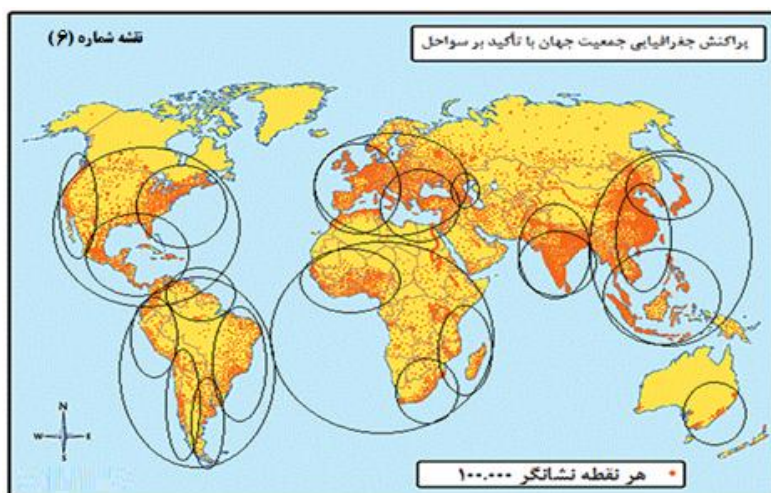 نقشه شماره (۶)
پراکنش جغرافیایی جمعیت جهان با تأکید بر سواحل
N
W E
S
هر نقطه نشانگر ۱۰۰.۰۰۰